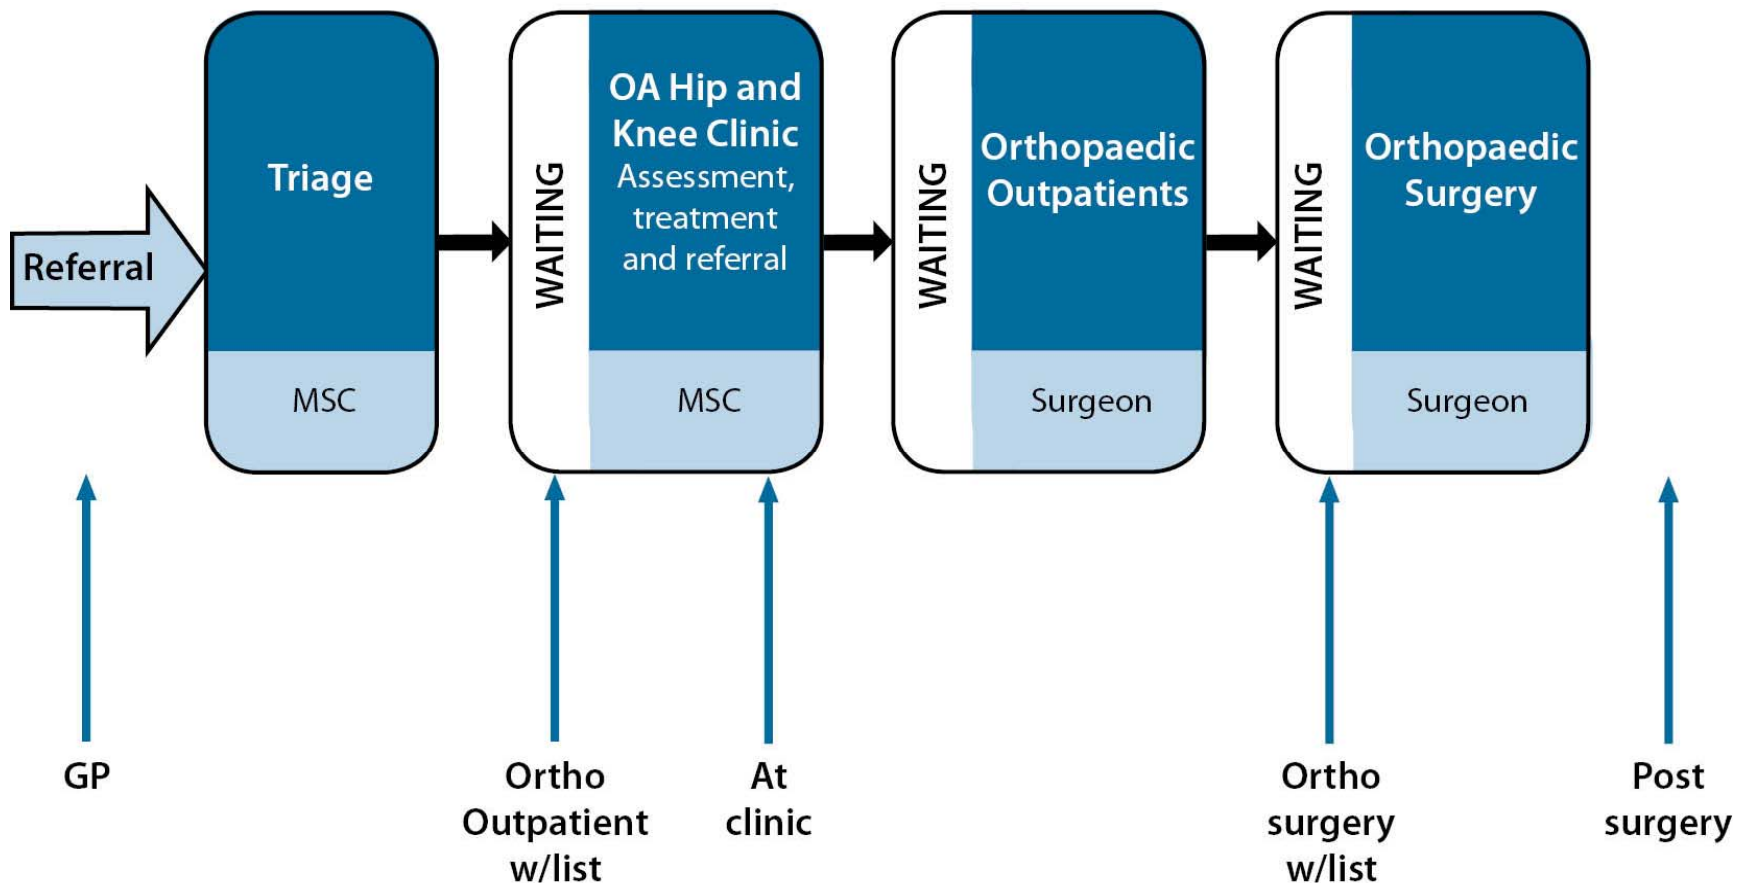 Referral
Triage
MSC
WAITING
OA Hip and
Knee Clinic
Assessment,
treatment
and referral
MSC
WAITING
Orthopaedic
Outpatients
Surgeon
WAITING
Orthopaedic
Surgery
Surgeon
GP
Ortho
Outpatient
w/list
At
clinic
Ortho
surgery
w/list
Post
surgery